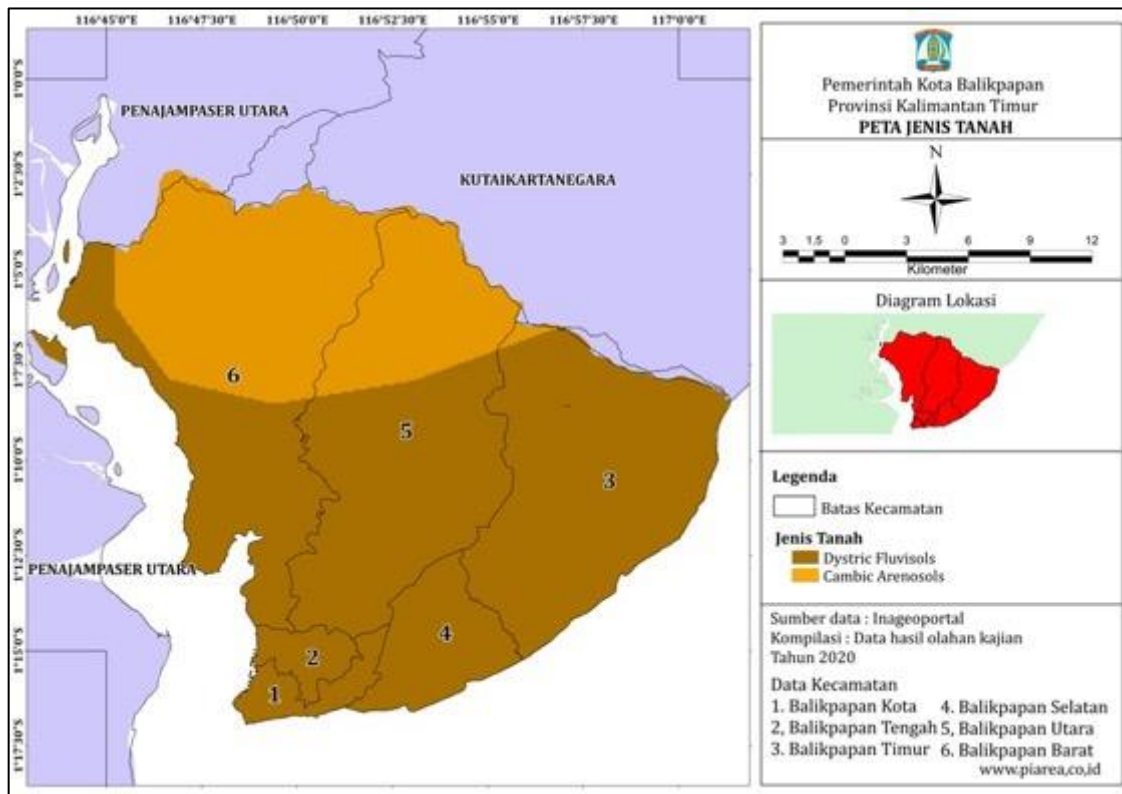 116°45'0"E 116°47'30"E 116°50'0"E 116°52'30"E 116°55'0"E 116°57'30"E 117°0'0"E
1°0'0"S
1°2'30"S
1°5'0"S
1°7'30"S
1°10'0"S
1°12'30"S
1°15'0"S
1°17'30"S
PENAJAMPASER UTARA
KUTAIKARTANEGARA
PENAJAMPASER UTARA
6
5
3
4
2
1
Pemerintah Kota Balikpapan
Provinsi Kalimantan Timur
PETA JENIS TANAH
N
3 1.5 0 3 6 9 12
Kilometer
Diagram Lokasi
Legenda
Batas Kecamatan
Jenis Tanah
Dystric Fluvisols
Cambic Arenosols
Sumber data : Inageoportal
Kompilasi : Data hasil olahan kajian
Tahun 2020
Data Kecamatan
1. Balikpapan Kota 4. Balikpapan Selatan
2, Balikpapan Tengah 5, Balikpapan Utara
3. Balikpapan Timur 6. Balikpapan Barat
www.piarea,co,id